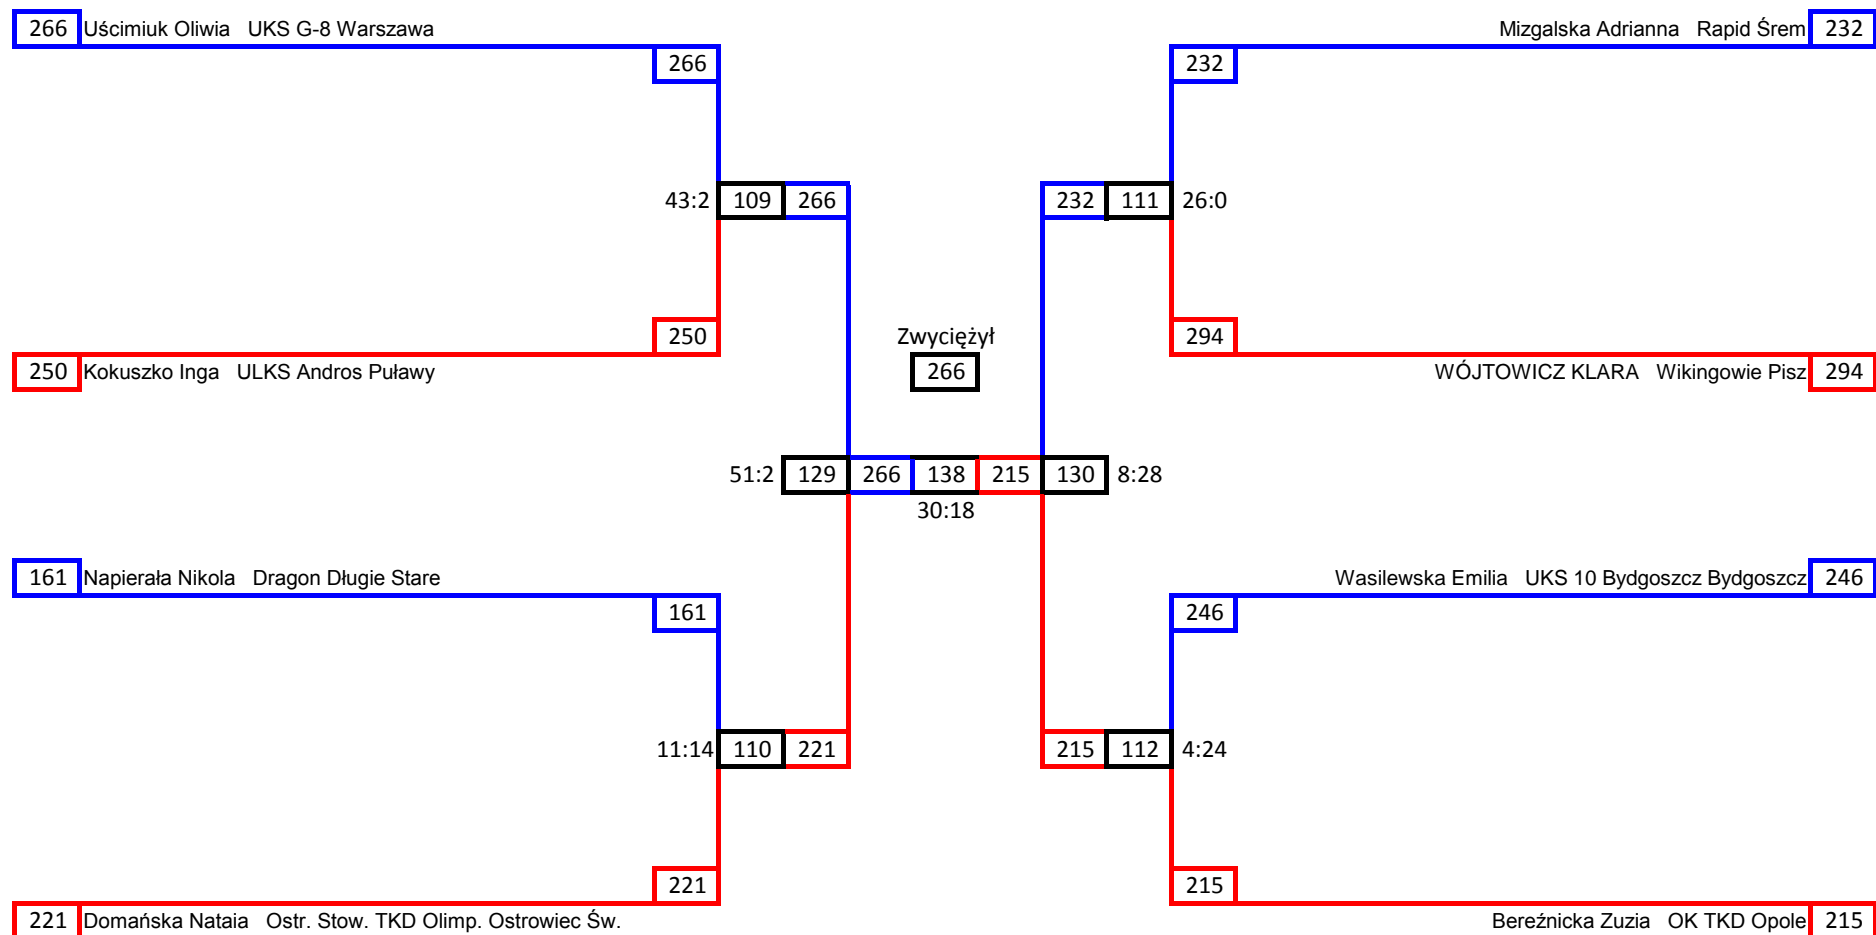 266 Uścimiuk Oliwia UKS G-8 Warszawa
Mizgalska Adrianna Rapid Śrem 232
266
232
43:2 109 266
232 111 26:0
250
Zwyciężył
294
250 Kokuszko Inga ULKS Andros Puławy
266
WÓJTOWICZ KLARA Wikingowie Pisz 294
51:2 129 266 138 215 130 8:28
30:18
161 Napierała Nikola Dragon Długie Stare
Wasilewska Emilia UKS 10 Bydgoszcz Bydgoszcz 246
161
246
11:14 110 221
215 112 4:24
221
215
221 Domańska Nataia Ostr. Stow. TKD Olimp. Ostrowiec Św.
Bereźnicka Zuzia OK TKD Opole 215